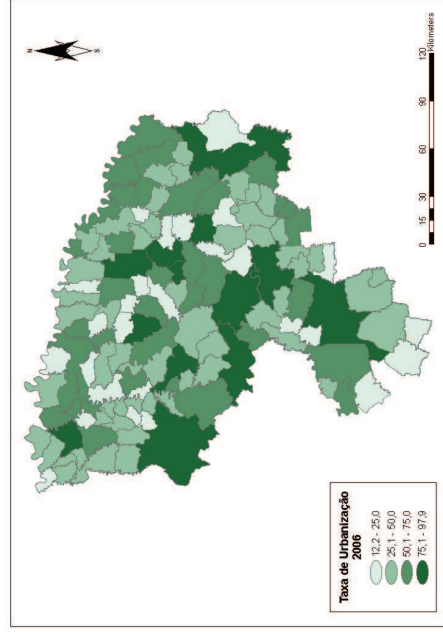 N
S
0 15 30 60 90 120
Kilometers
Taxa de Urbanização
2006
12,2 - 25,0
25,1 - 50,0
50,1 - 75,0
75,1 - 97,9